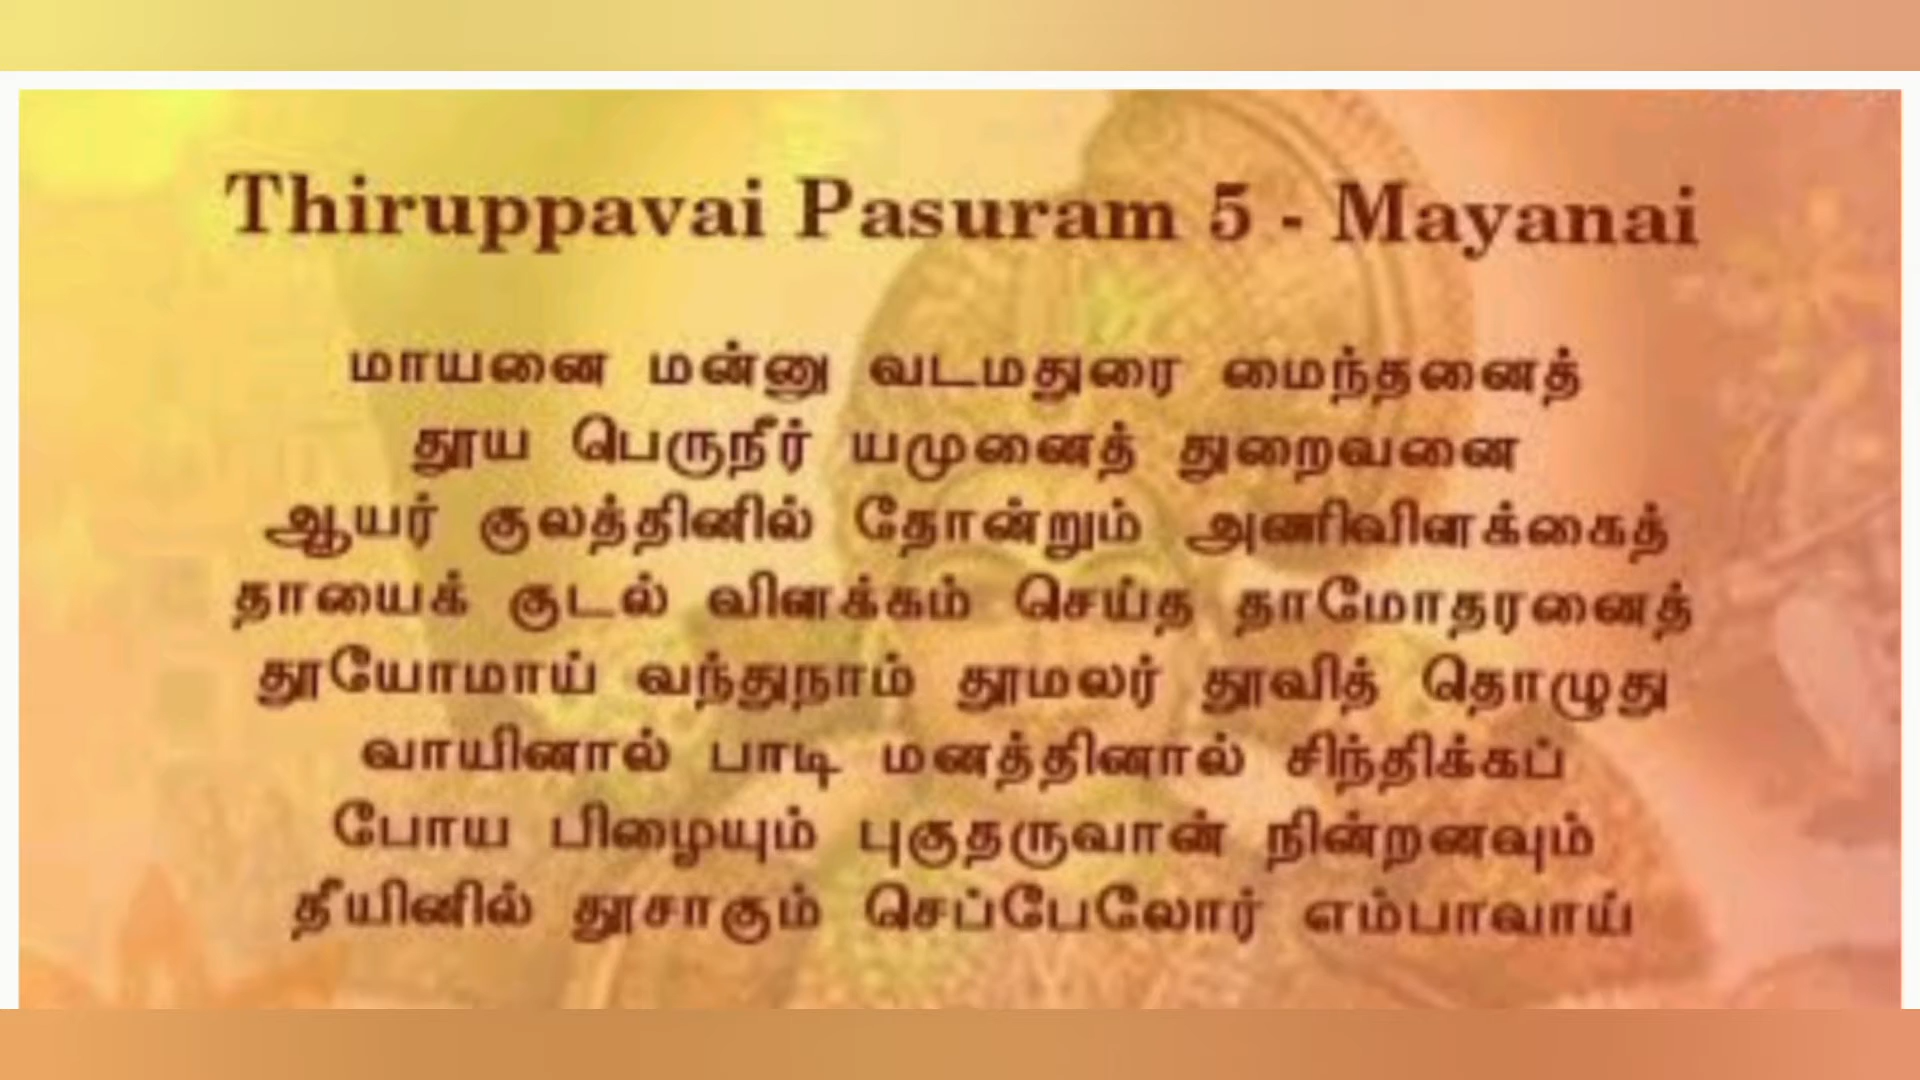 Thiruppavai Pasuram 5 - Mayanai
மாயனை மன்னு வடமதுரை மைந்தனைத்
தூய பெருநீர் யமுனைத் துறைவனை
ஆயர் குலத்தினில் தோன்றும் அணிவிளக்கைத்
தாயைக் குடல் விளக்கம் செய்த தாமோதரனைத்
தூயோமாய் வந்துநாம் தூமலர் தூவித் தொழுது
வாயினால் பாடி மனத்தினால் சிந்திக்கப்
போய பிழையும் புகுதருவான் நின்றனவும்
தீயினில் தூசாகும் செப்பேலோர் எம்பாவாய்